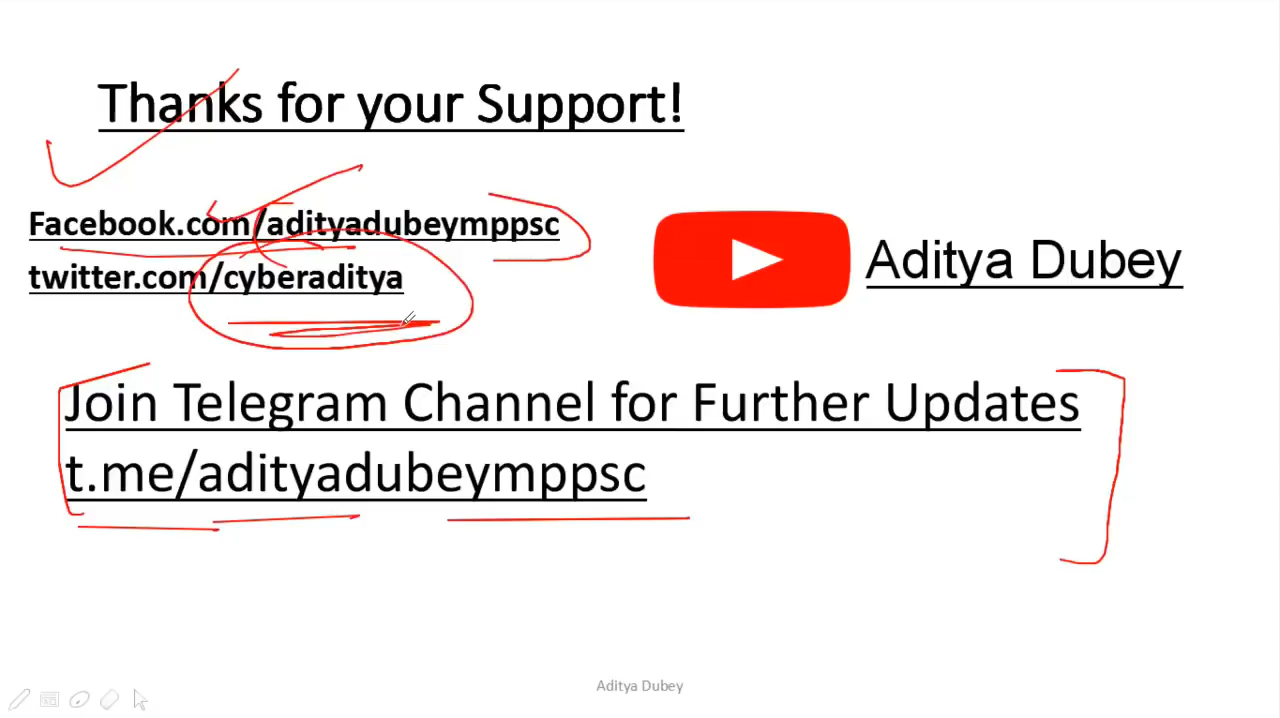 Thanks for your Support!
Facebook.com/adityadubeymppsc
twitter.com/cyberaditya
Aditya Dubey
Join Telegram Channel for Further Updates
t.me/adityadubeymppsc
Aditya Dubey